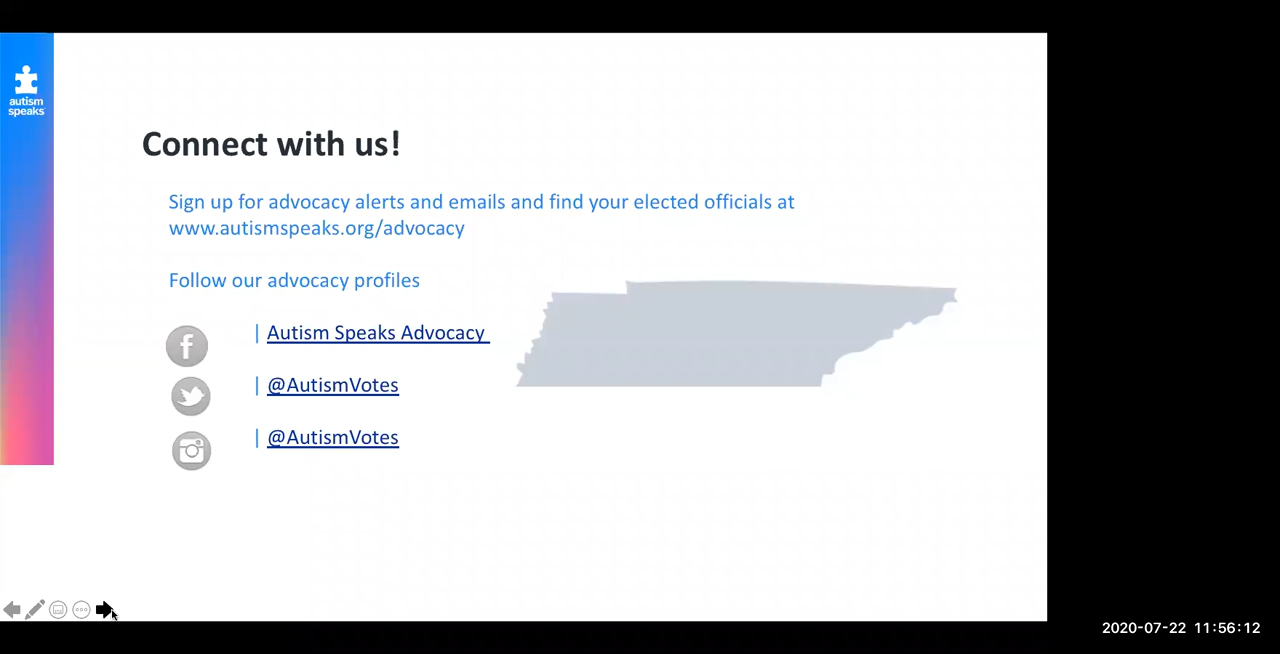 autism
speaks
Connect with us!
Sign up for advocacy alerts and emails and find your elected officials at
www.autismspeaks.org/advocacy
Follow our advocacy profiles
| Autism Speaks Advocacy
| @AutismVotes
| @AutismVotes
2020-07-22 11:56:12